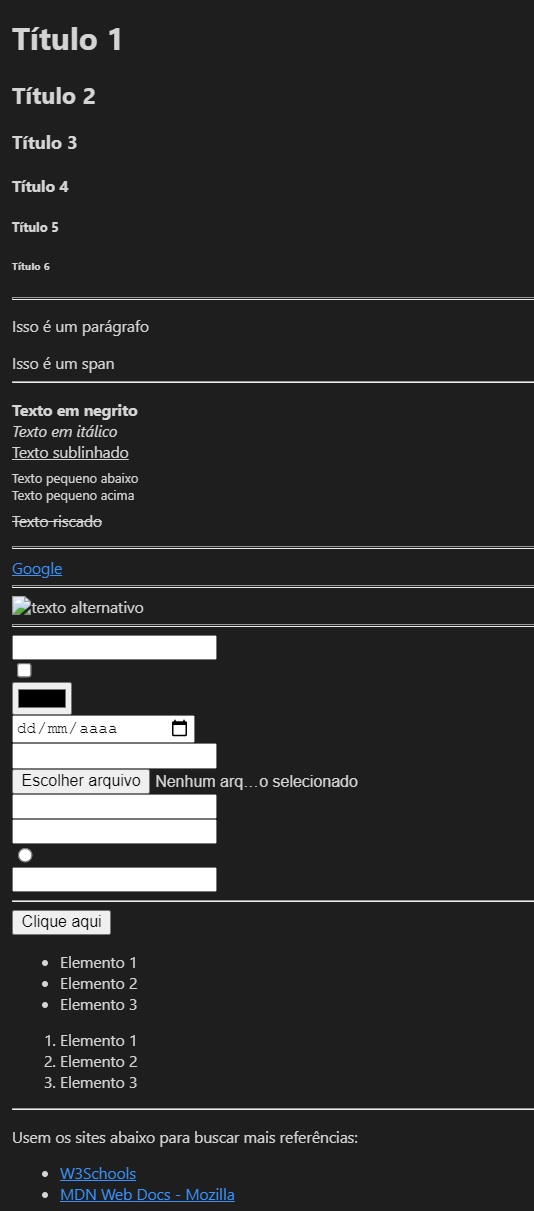 Título 1
Título 2
Título 3
Título 4
Título 5
Título 6
Isso é um parágrafo
Isso é um span
Texto em negrito
Texto em itálico
Texto sublinhado
Texto pequeno abaixo
Texto pequeno acima
Texto riscado
Google
texto alternativo
dd/mm/aaaa
Escolher arquivo Nenhum arq...o selecionado
Clique aqui
• Elemento 1
• Elemento 2
• Elemento 3
1. Elemento 1
2. Elemento 2
3. Elemento 3
Usem os sites abaixo para buscar mais referências:
• W3Schools
• MDN Web Docs - Mozilla